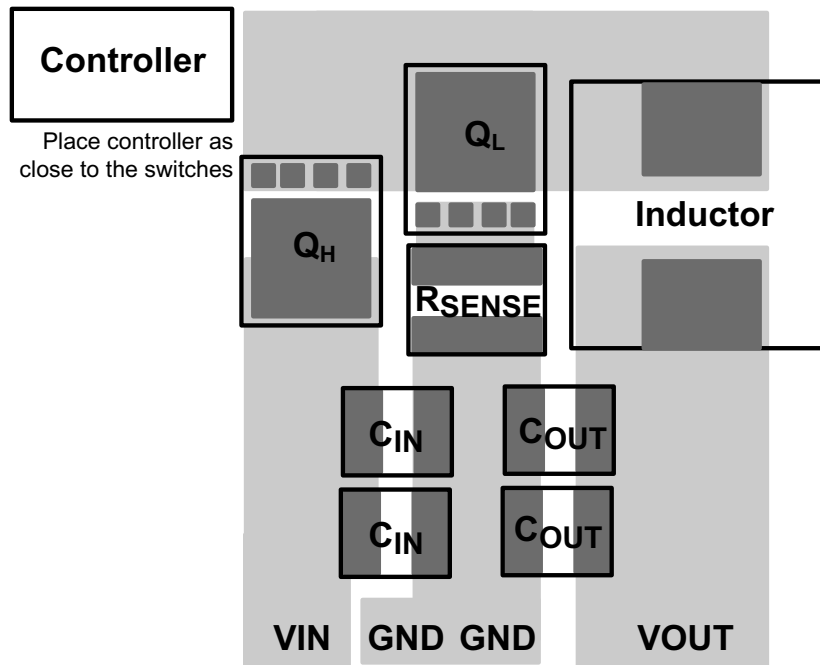 Controller
Place controller as
close to the switches
QL
QH
Inductor
RSENSE
CIN
COUT
CIN
COUT
VIN
GND
GND
VOUT